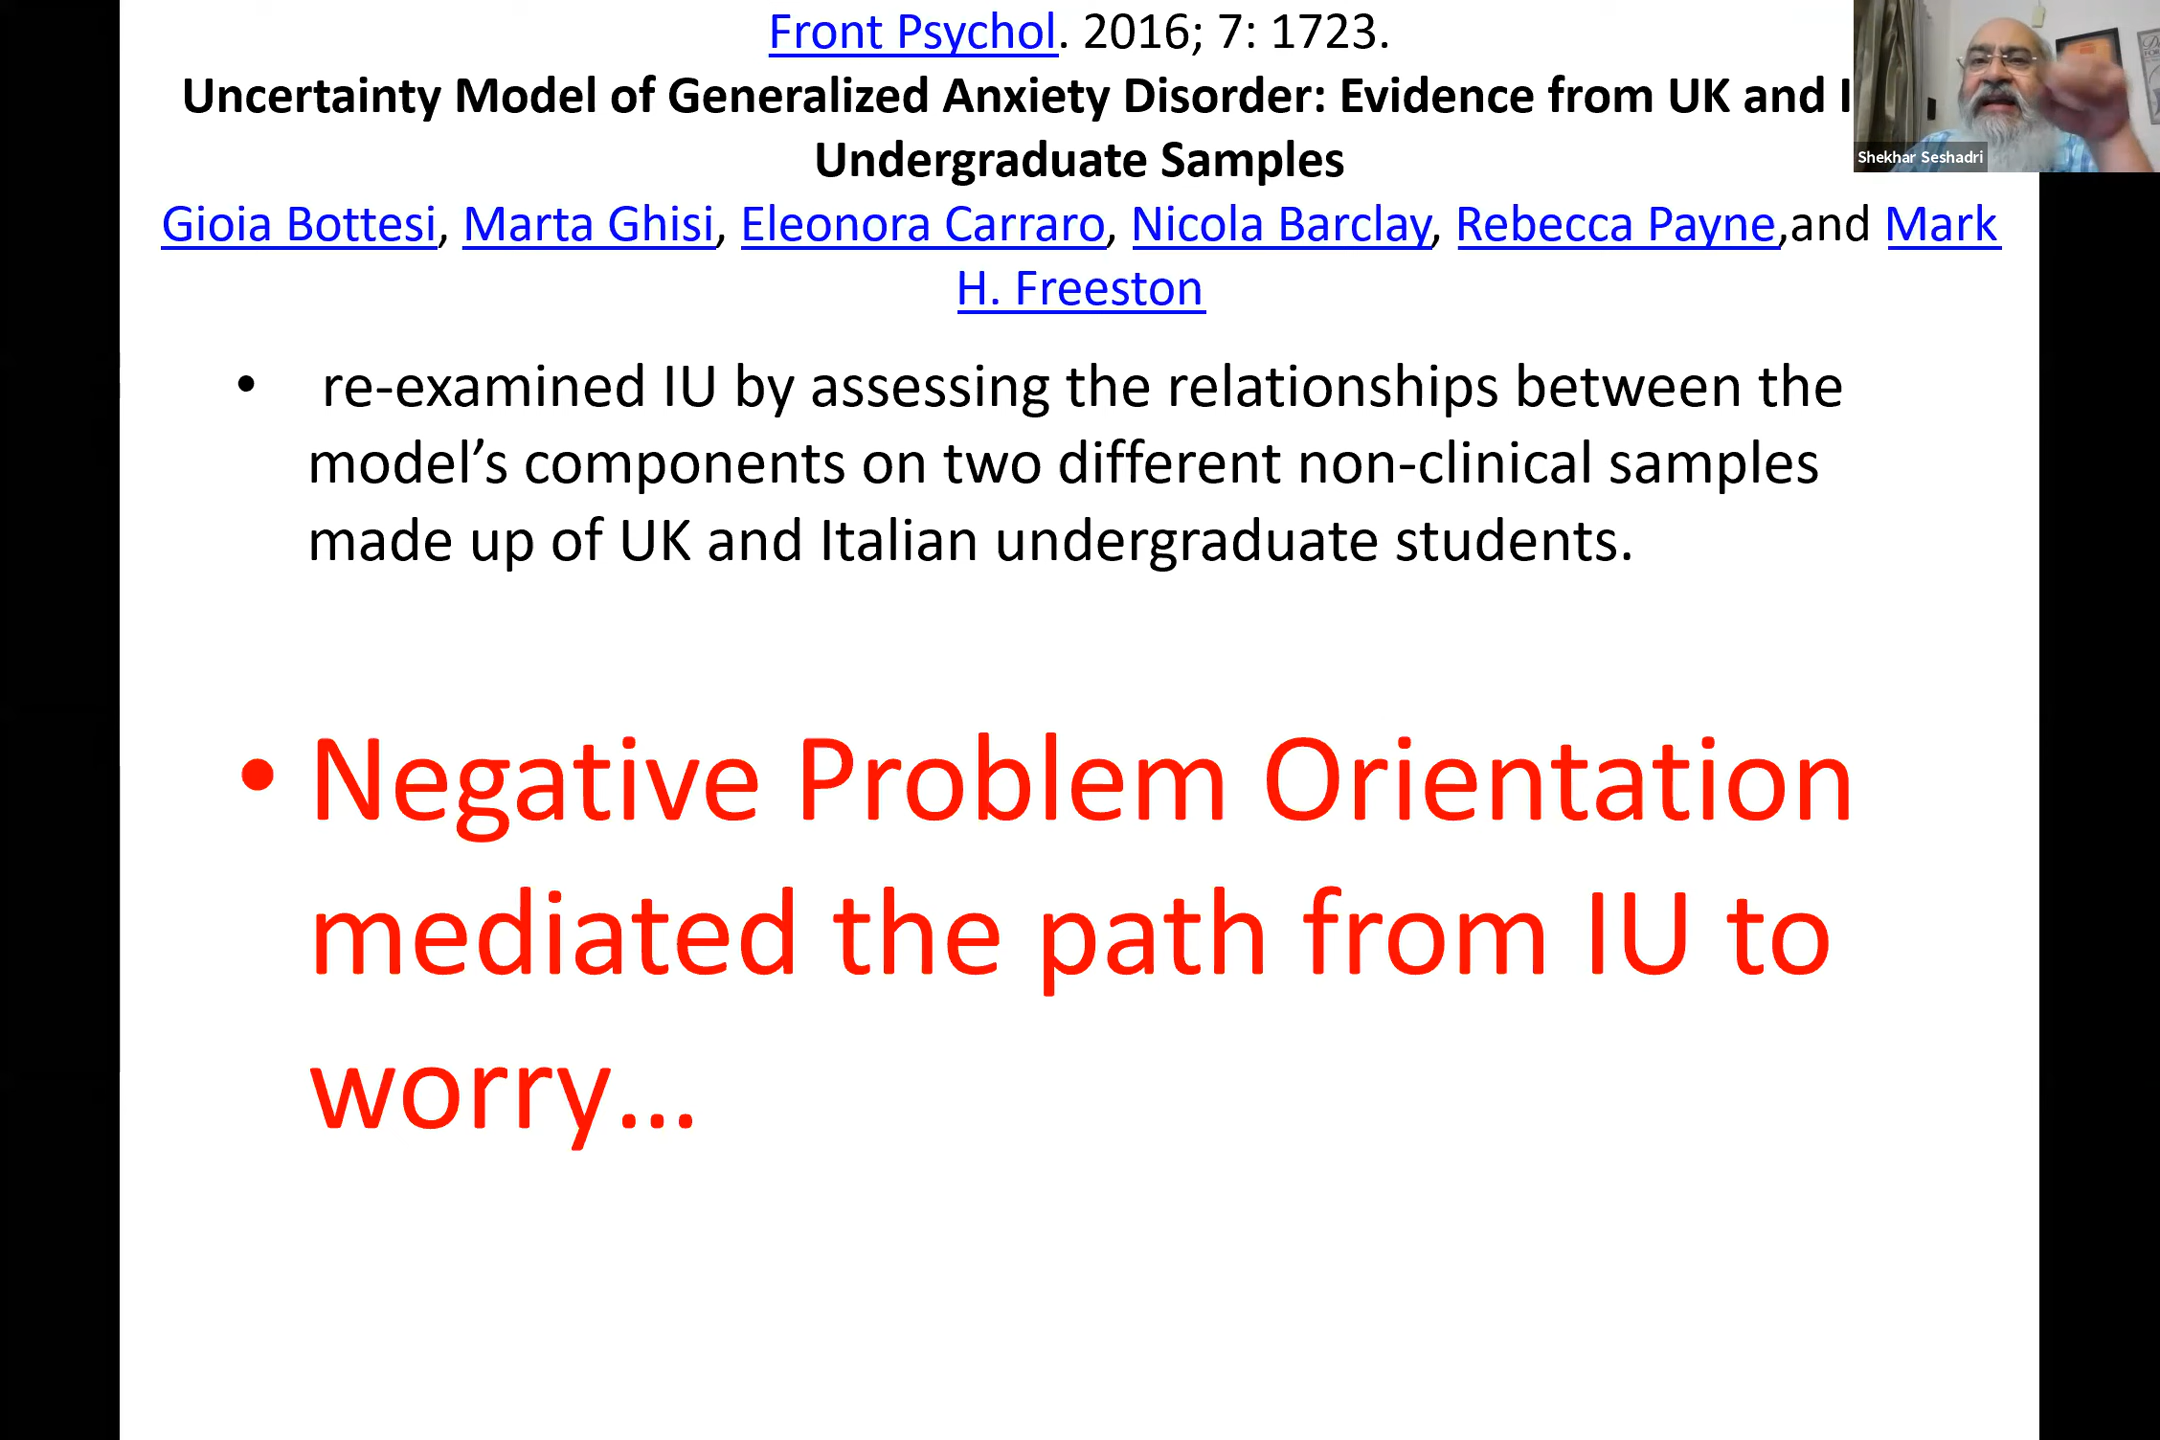 Front Psychol. 2016; 7: 1723.
Uncertainty Model of Generalized Anxiety Disorder: Evidence from UK and I
Undergraduate Samples
Gioia Bottesi, Marta Ghisi, Eleonora Carraro, Nicola Barclay, Rebecca Payne,and Mark
H. Freeston
Shekhar Seshadri
• re-examined IU by assessing the relationships between the
model’s components on two different non-clinical samples
made up of UK and Italian undergraduate students.
• Negative Problem Orientation
mediated the path from IU to
worry…